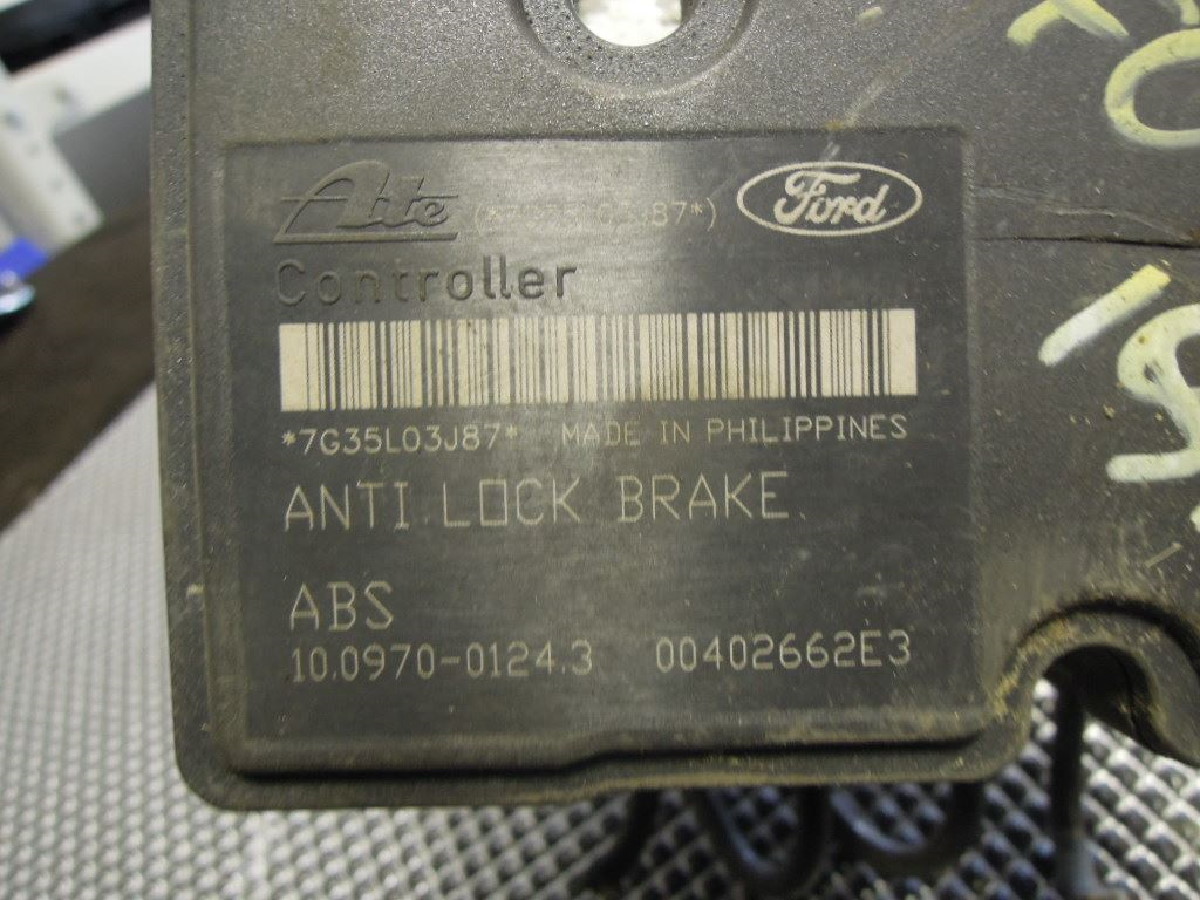 Ate Ford
Controller
*7G35L03J87* MADE IN PHILIPPINES
ANTI LOCK BRAKE
ABS
10.0970-0124.3 00402662E3